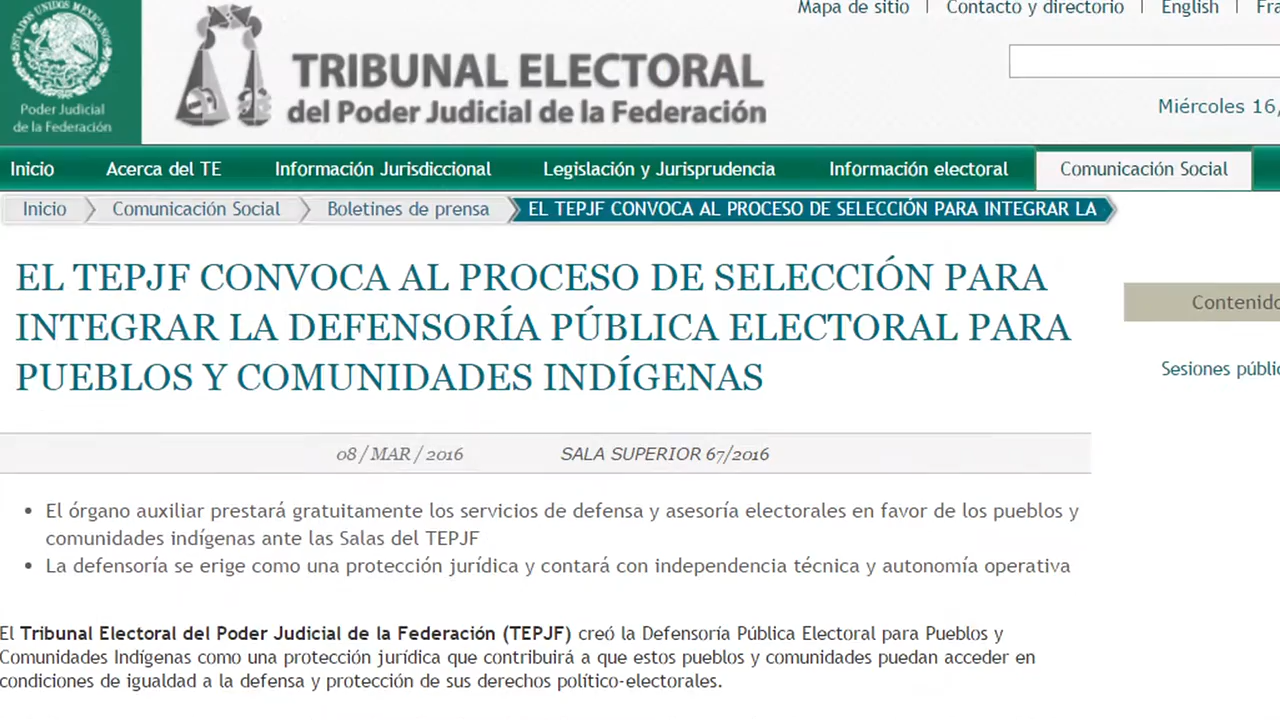 Mapa de sitio | Contacto y directorio | English |
Poder Judicial
de la Federación
TRIBUNAL ELECTORAL
del Poder Judicial de la Federación
Miércoles 16,
Inicio Acerca del TE Información Jurisdiccional Legislación y Jurisprudencia Información electoral Comunicación Social
Inicio Comunicación Social Boletines de prensa EL TEPJF CONVOCA AL PROCESO DE SELECCIÓN PARA INTEGRAR LA
EL TEPJF CONVOCA AL PROCESO DE SELECCIÓN PARA
INTEGRAR LA DEFENSORÍA PÚBLICA ELECTORAL PARA
PUEBLOS Y COMUNIDADES INDÍGENAS
08 / MAR / 2016 SALA SUPERIOR 67/2016
• El órgano auxiliar prestará gratuitamente los servicios de defensa y asesoría electorales en favor de los pueblos y
comunidades indígenas ante las Salas del TEPJF
• La defensoría se erige como una protección jurídica y contará con independencia técnica y autonomía operativa
El Tribunal Electoral del Poder Judicial de la Federación (TEPJF) creó la Defensoría Pública Electoral para Pueblos y
Comunidades Indígenas como una protección jurídica que contribuirá a que estos pueblos y comunidades puedan acceder en
condiciones de igualdad a la defensa y protección de sus derechos político-electorales.
Contenido
Sesiones públic